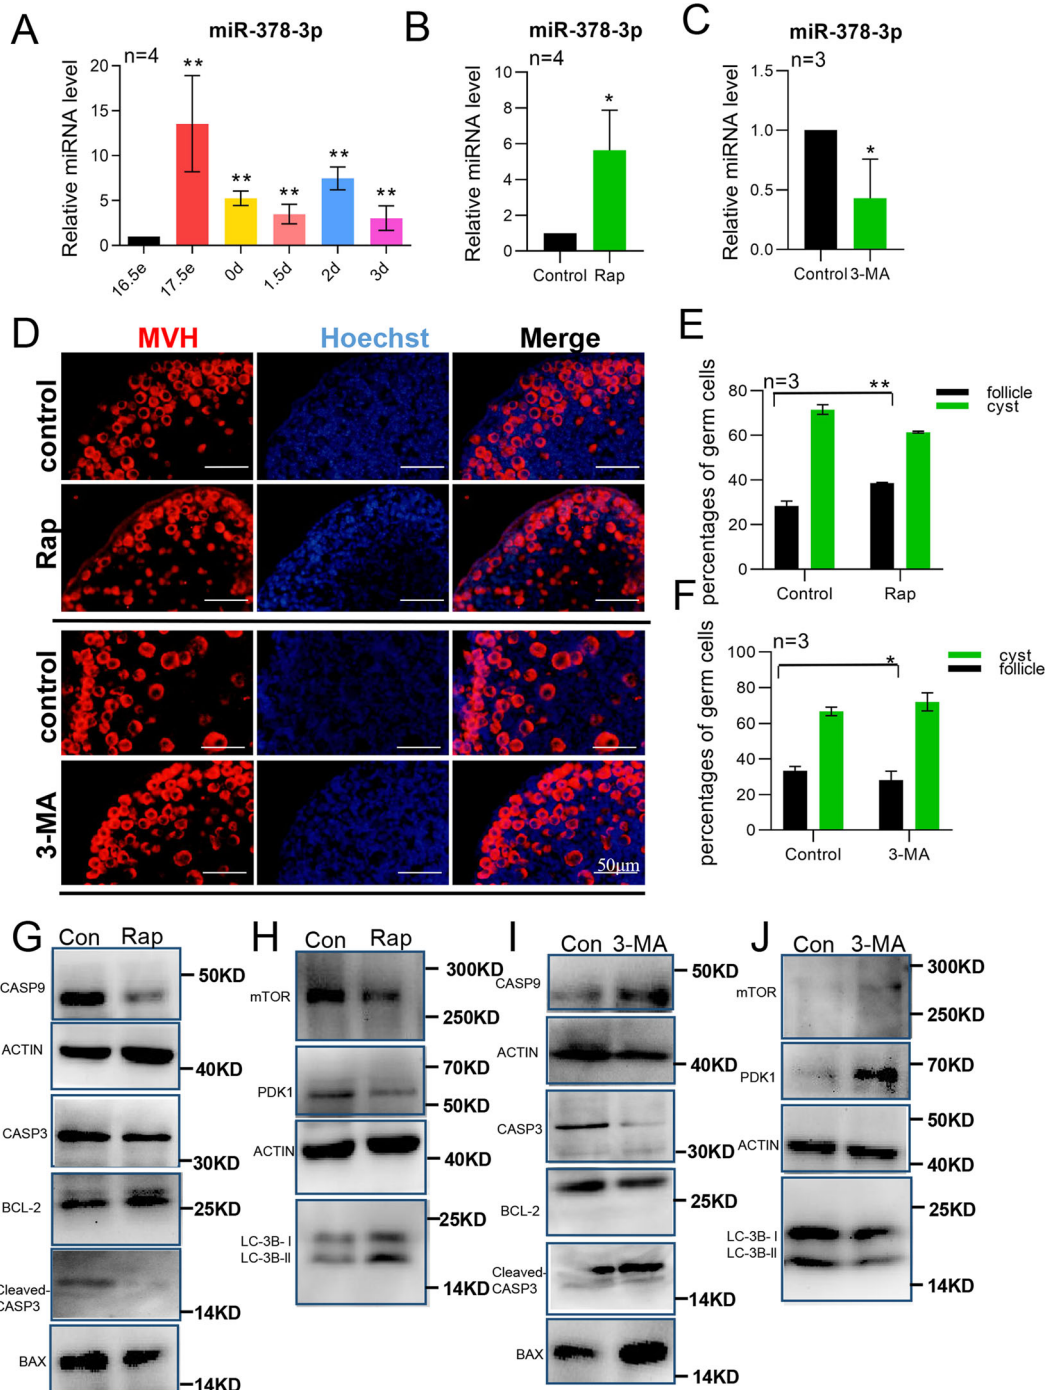 A
miR-378-3p
n=4
Relative miRNA level
20
15
10
5
0
**
**
**
**
**
16.5e
17.5e
0d
1.5d
2d
3d
B
miR-378-3p
n=4
Relative miRNA level
10
8
6
4
2
0
*
Control Rap
C
miR-378-3p
n=3
Relative miRNA level
1.5
1.0
0.5
0.0
*
Control 3-MA
D
MVH Hoechst Merge
control
Rap
control
3-MA
50μm
E
n=3
**
follicle
cyst
percentages of germ cells
80
60
40
20
0
Control Rap
F
n=3
*
cyst
follicle
percentages of germ cells
100
80
60
40
20
0
Control 3-MA
G
Con Rap
CASP9
50KD
ACTIN
40KD
CASP3
30KD
BCL-2
25KD
Cleaved-
CASP3
14KD
BAX
14KD
H
Con Rap
mTOR
300KD
250KD
PDK1
70KD
50KD
ACTIN
40KD
25KD
LC-3B- I
LC-3B-II
14KD
I
Con 3-MA
CASP9
50KD
ACTIN
40KD
CASP3
30KD
BCL-2
25KD
Cleaved-
CASP3
14KD
BAX
14KD
J
Con 3-MA
mTOR
300KD
250KD
PDK1
70KD
50KD
ACTIN
40KD
25KD
LC-3B- I
LC-3B-II
14KD